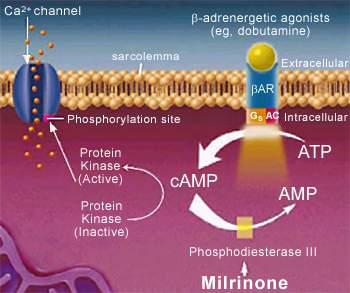 Ca²⁺ channel
β-adrenergetic agonists
(eg, dobutamine)
sarcolemma
Extracellular
βAR
Gs AC
Intracellular
Phosphorylation site
Protein
Kinase
(Active)
ATP
cAMP
AMP
Protein
Kinase
(Inactive)
Phosphodiesterase III
Milrinone